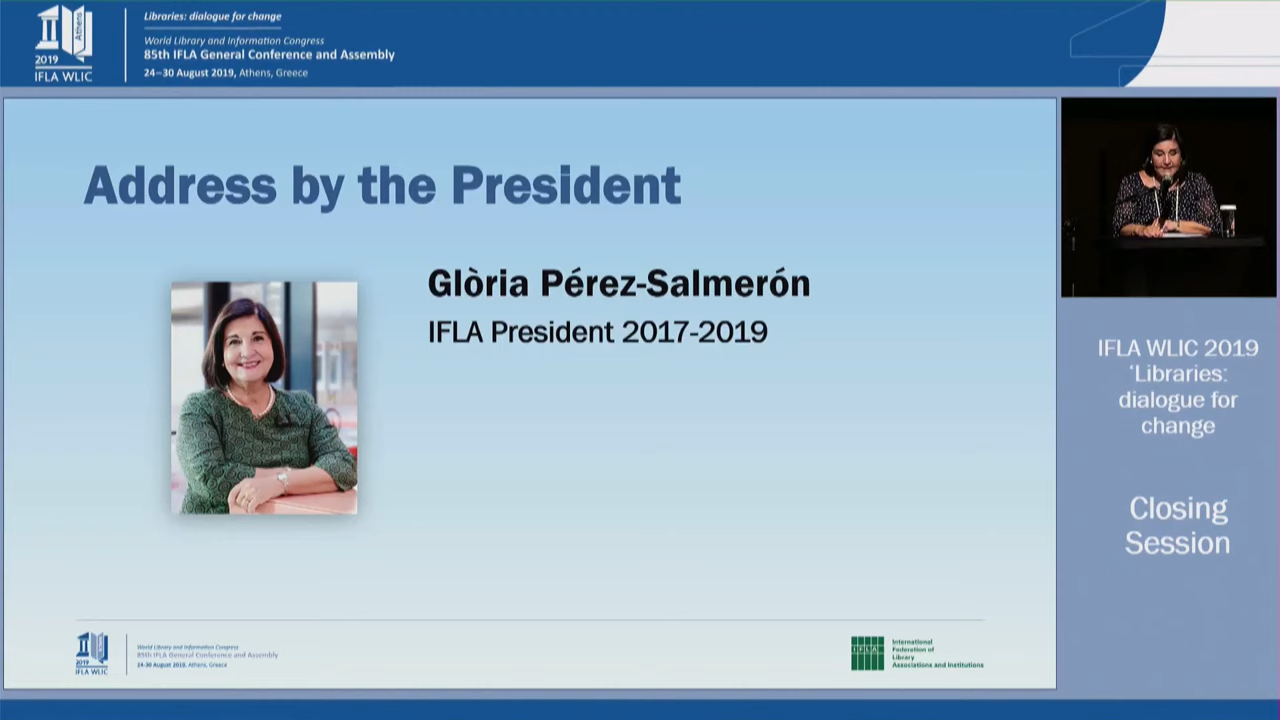 Athens
2019
IFLA WLIC
Libraries: dialogue for change
World Library and Information Congress
85th IFLA General Conference and Assembly
24–30 August 2019, Athens, Greece
Address by the President
Glòria Pérez-Salmerón
IFLA President 2017-2019
IFLA WLIC 2019
‘Libraries:
dialogue for
change
Closing
Session
2019
IFLA WLIC
World Library and Information Congress
85th IFLA General Conference and Assembly
24-30 August 2019, Athens, Greece
IFLA
International
Federation of
Library
Associations and Institutions